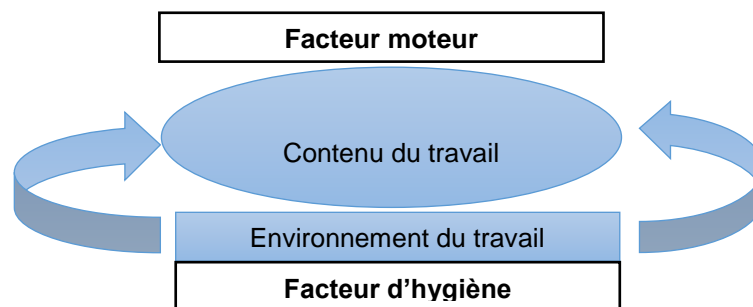 Facteur moteur
Contenu du travail
Environnement du travail
Facteur d’hygiène